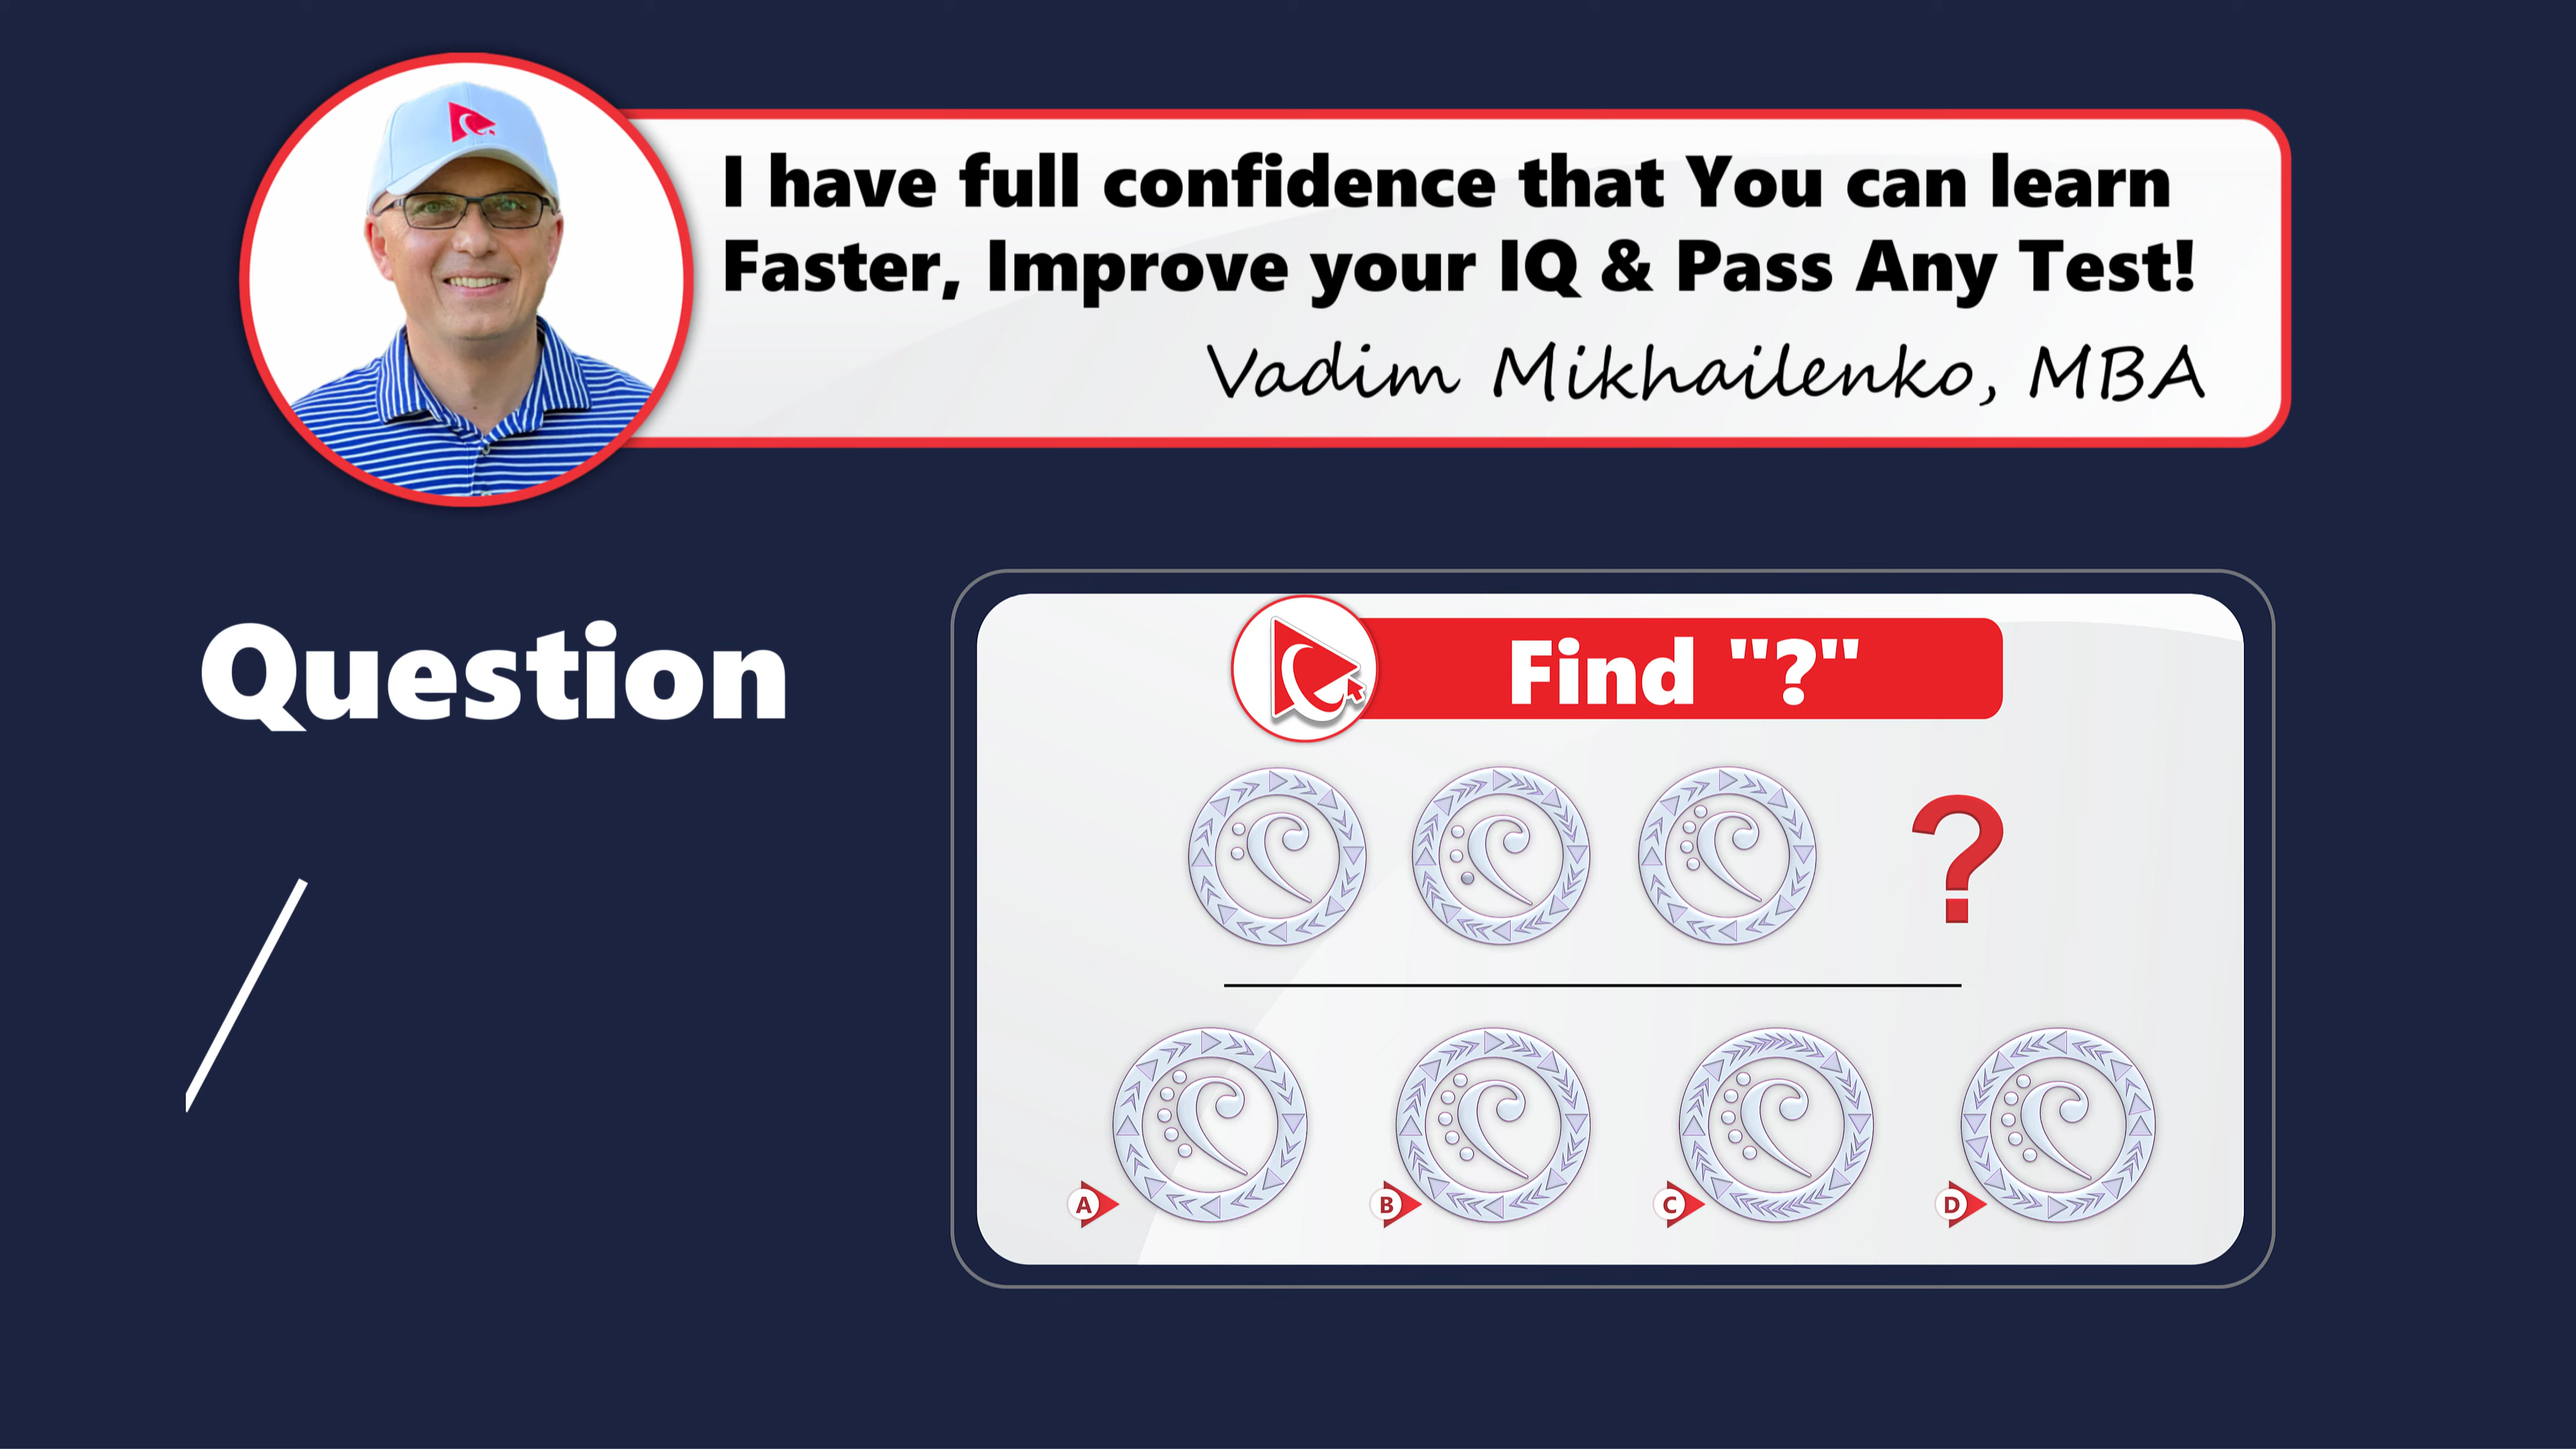 I have full confidence that You can learn
Faster, Improve your IQ & Pass Any Test!
Vadim Mikhailenko, MBA
Question
Find "?"
?
A
B
C
D